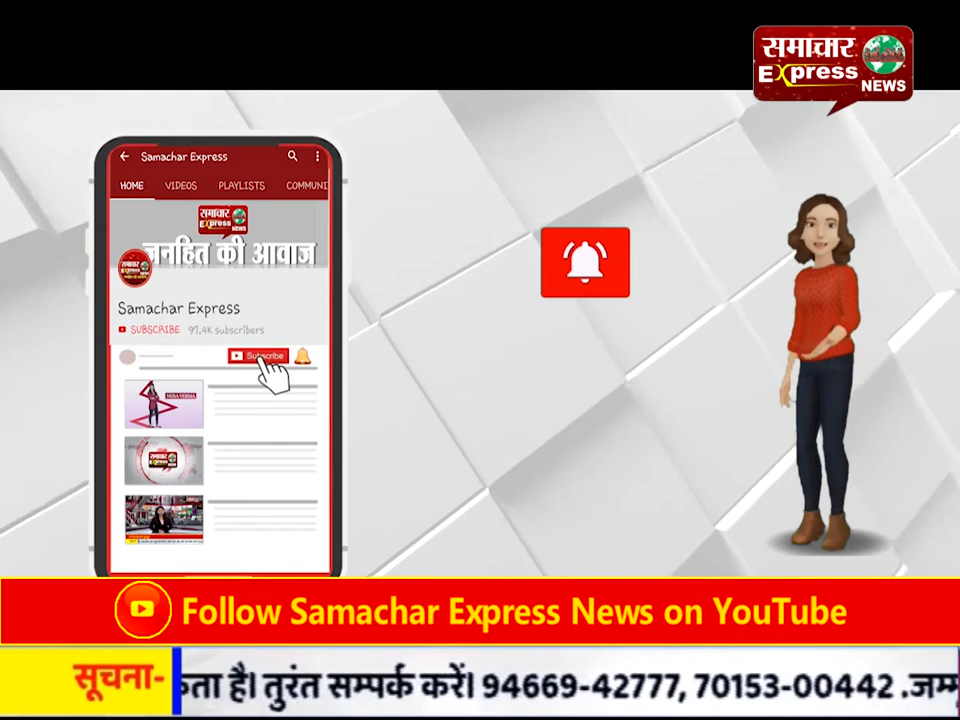 समाचार
Express
NEWS
Samachar Express
HOME VIDEOS PLAYLISTS COMMUNI
समाचार
Express
NEWS
जनहित की आवाज
Samachar Express
SUBSCRIBE 97.4K subscribers
Subscribe
Follow Samachar Express News on YouTube
सूचना- कता है। तुरंत सम्पर्क करें। 94669-42777, 70153-00442 .जम्म